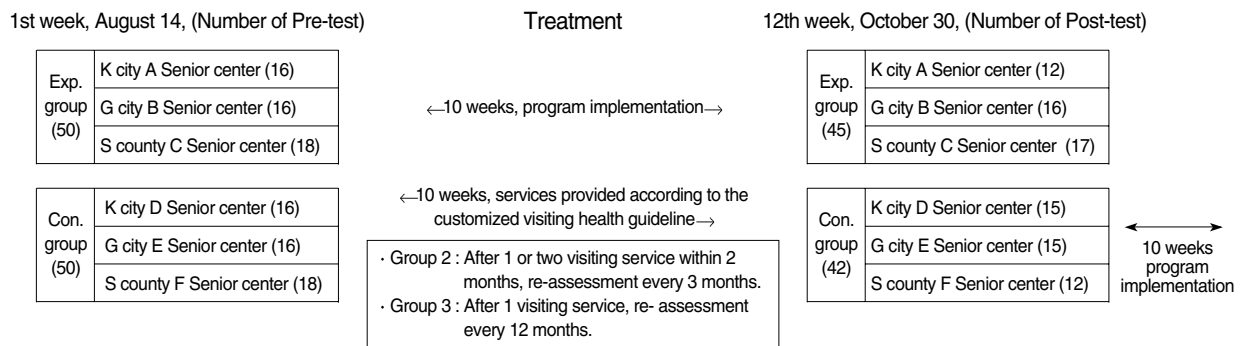 1st week, August 14, (Number of Pre-test)
Treatment
12th week, October 30, (Number of Post-test)
Exp.
group
(50)
K city A Senior center (16)
G city B Senior center (16)
S county C Senior center (18)
←10 weeks, program implementation→
Exp.
group
(45)
K city A Senior center (12)
G city B Senior center (16)
S county C Senior center (17)
Con.
group
(50)
K city D Senior center (16)
G city E Senior center (16)
S county F Senior center (18)
←10 weeks, services provided according to the
customized visiting health guideline→
· Group 2 : After 1 or two visiting service within 2
months, re-assessment every 3 months.
· Group 3 : After 1 visiting service, re- assessment
every 12 months.
Con.
group
(42)
K city D Senior center (15)
G city E Senior center (15)
S county F Senior center (12)
10 weeks
program
implementation